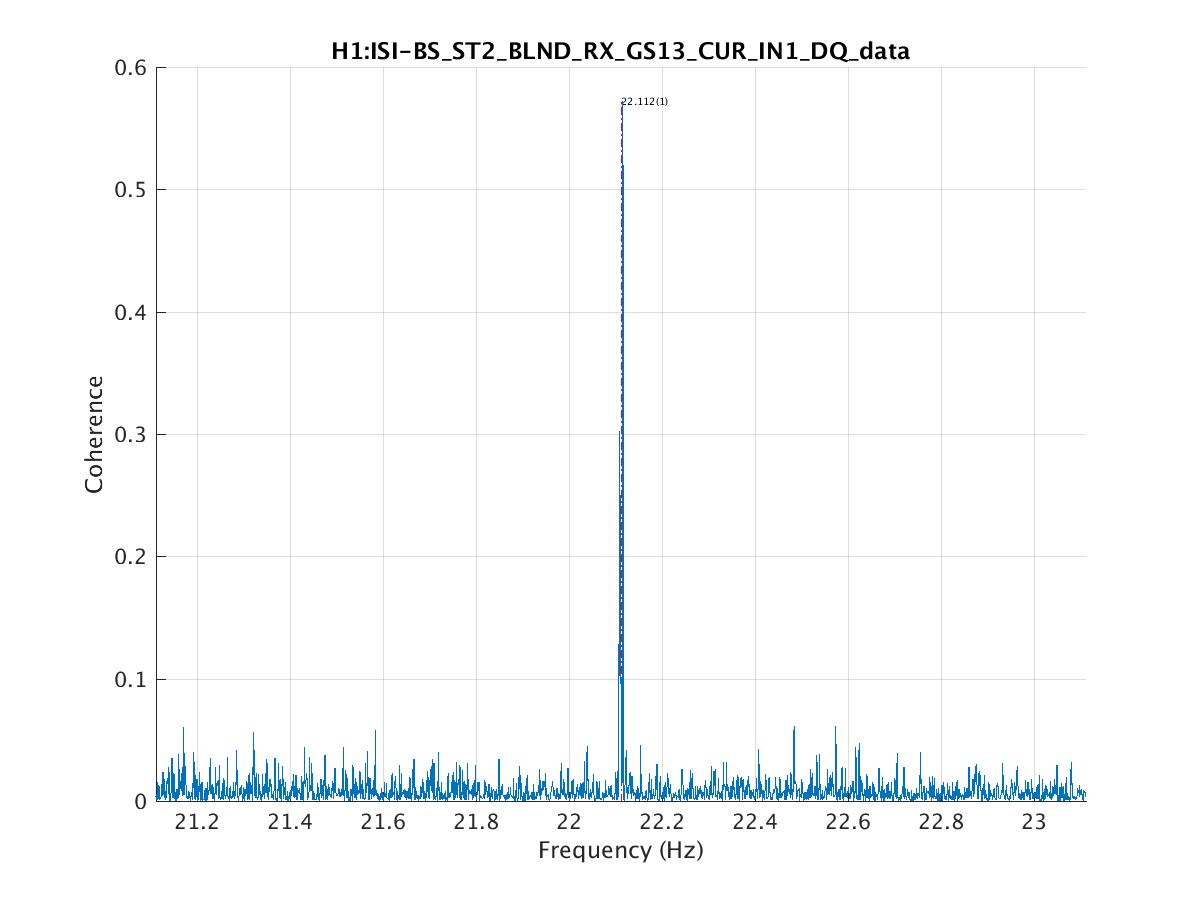 H1:ISI-BS_ST2_BLND_RX_GS13_CUR_IN1_DQ_data
0.6
22.112(1)
0.5
0.4
0.3
0.2
0.1
0
Coherence
21.2 21.4 21.6 21.8 22 22.2 22.4 22.6 22.8 23
Frequency (Hz)